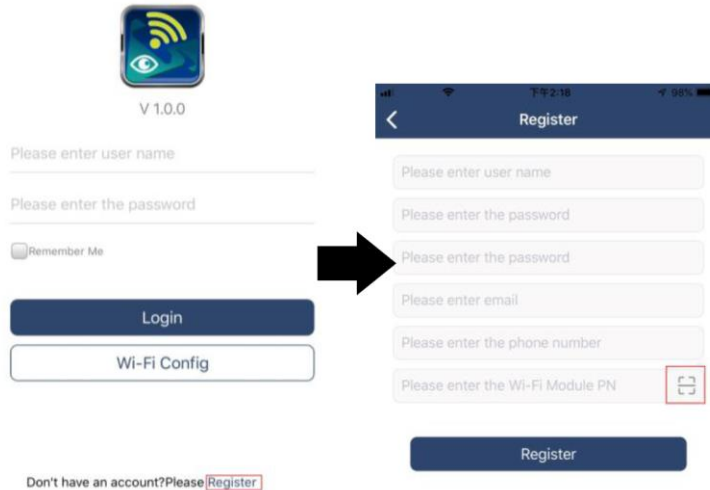 V 1.0.0
Please enter user name
Please enter the password
Remember Me
Login
Wi-Fi Config
Don't have an account?Please Register
下午2:18
98%
Register
Please enter user name
Please enter the password
Please enter the password
Please enter email
Please enter the phone number
Please enter the Wi-Fi Module PN
Register